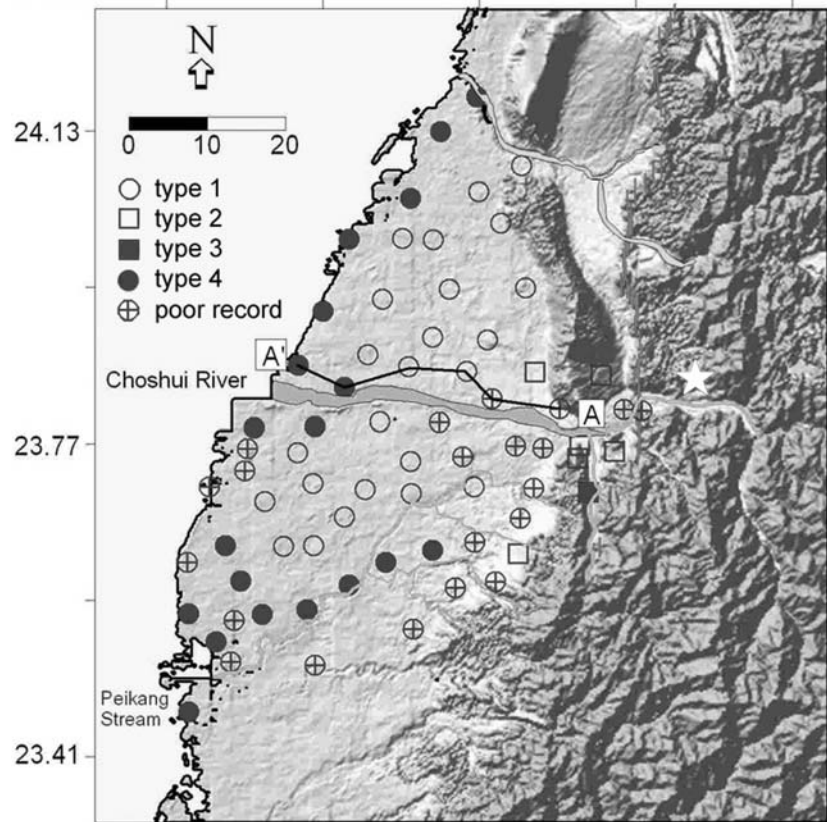 N
24.13
0 10 20
type 1
type 2
type 3
type 4
poor record
A'
Choshui River
A
23.77
Peikang
Stream
23.41